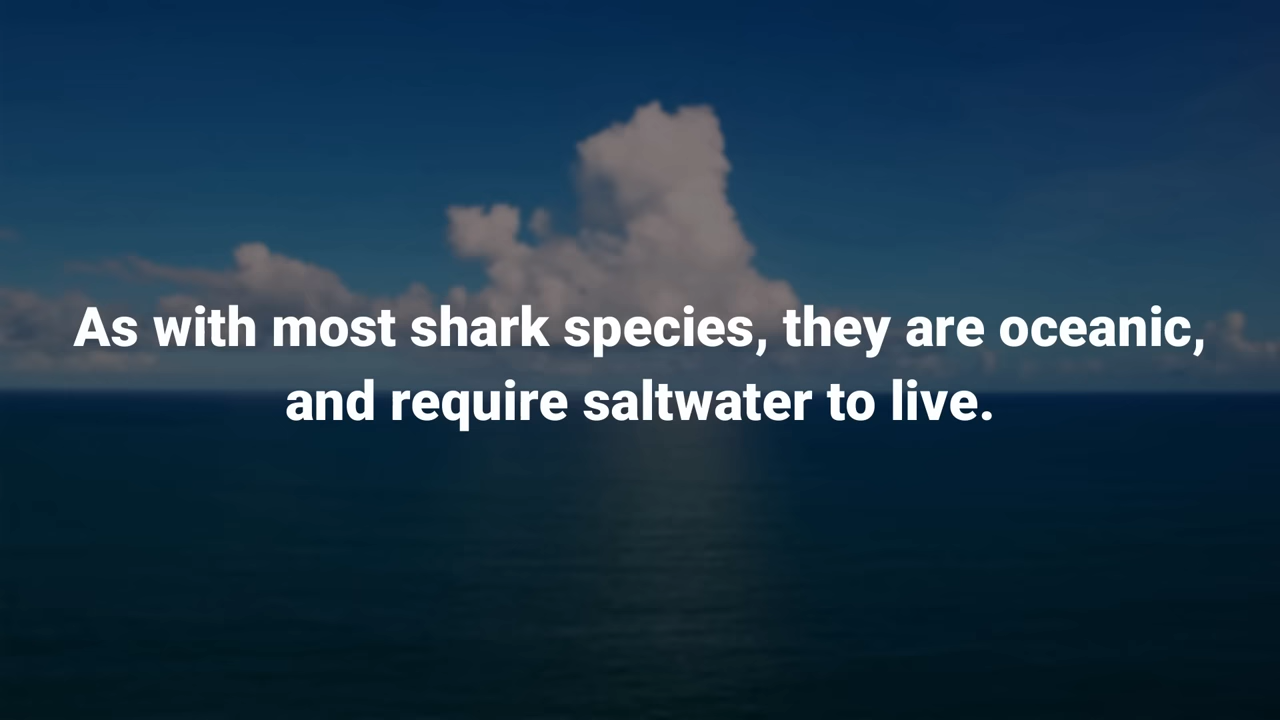 As with most shark species, they are oceanic,
and require saltwater to live.